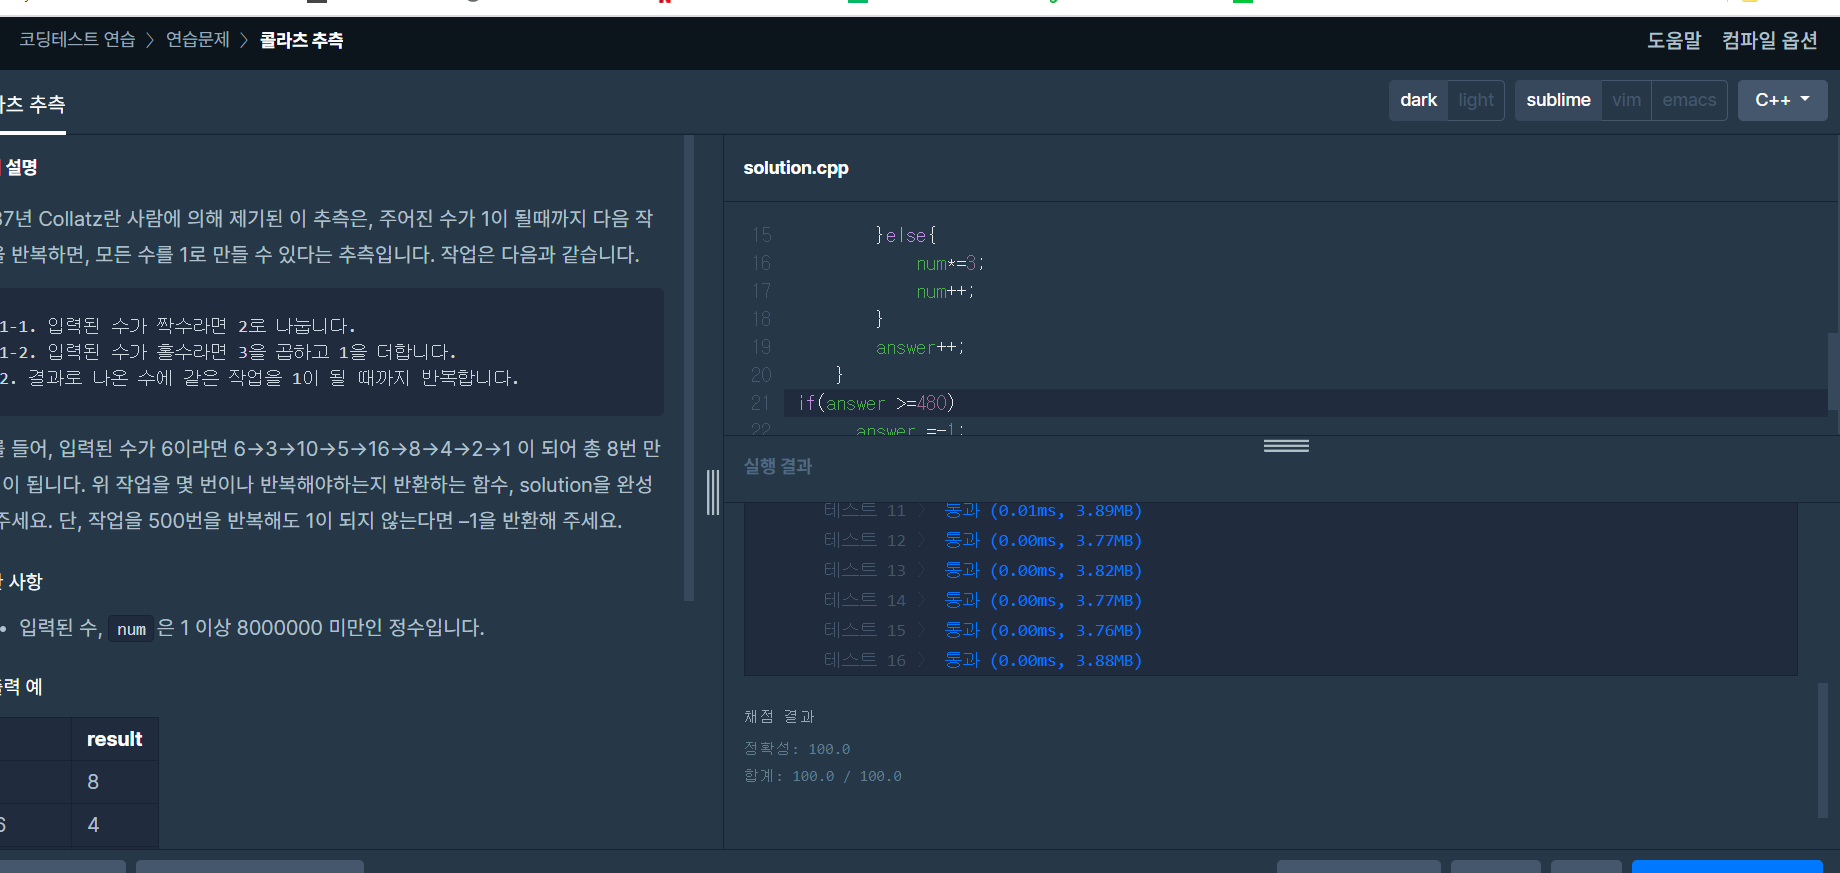 코딩테스트 연습 > 연습문제 > 콜라츠 추측
도움말 컴파일 옵션
츠 추측
dark light sublime vim emacs C++
설명
37년 Collatz란 사람에 의해 제기된 이 추측은, 주어진 수가 1이 될때까지 다음 작
을 반복하면, 모든 수를 1로 만들 수 있다는 추측입니다. 작업은 다음과 같습니다.
1-1. 입력된 수가 짝수라면 2로 나눕니다.
1-2. 입력된 수가 홀수라면 3을 곱하고 1을 더합니다.
2. 결과로 나온 수에 같은 작업을 1이 될 때까지 반복합니다.
들어, 입력된 수가 6이라면 6→3→10→5→16→8→4→2→1 이 되어 총 8번 만
이 됩니다. 위 작업을 몇 번이나 반복해야하는지 반환하는 함수, solution을 완성
주세요. 단, 작업을 500번을 반복해도 1이 되지 않는다면 –1을 반환해 주세요.
사항
• 입력된 수, num 은 1 이상 8000000 미만인 정수입니다.
력 예
result
8
6 4
solution.cpp
15 }else{
16 num*=3;
17 num++;
18 }
19 answer++;
20 }
21 if(answer >=480)
22 answer =-1;
실행 결과
테스트 11 > 통과 (0.01ms, 3.89MB)
테스트 12 > 통과 (0.00ms, 3.77MB)
테스트 13 > 통과 (0.00ms, 3.82MB)
테스트 14 > 통과 (0.00ms, 3.77MB)
테스트 15 > 통과 (0.00ms, 3.76MB)
테스트 16 > 통과 (0.00ms, 3.88MB)
채점 결과
정확성: 100.0
합계: 100.0 / 100.0